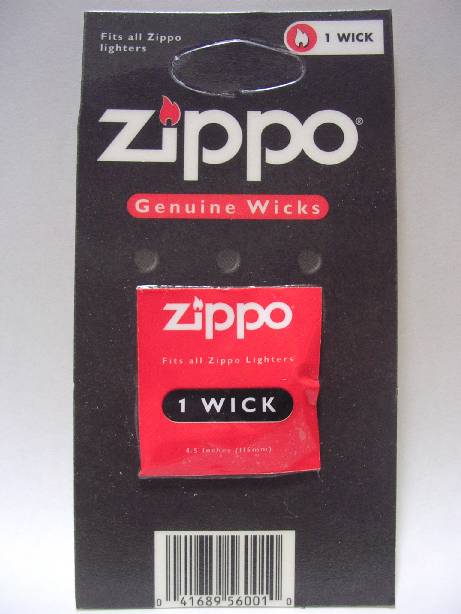 Fits all Zippo
lighters
1 WICK
Zippo®
Genuine Wicks
Zippo
Fits all Zippo Lighters
1 WICK
4.5 Inches (115mm)
0 41689 56001 0